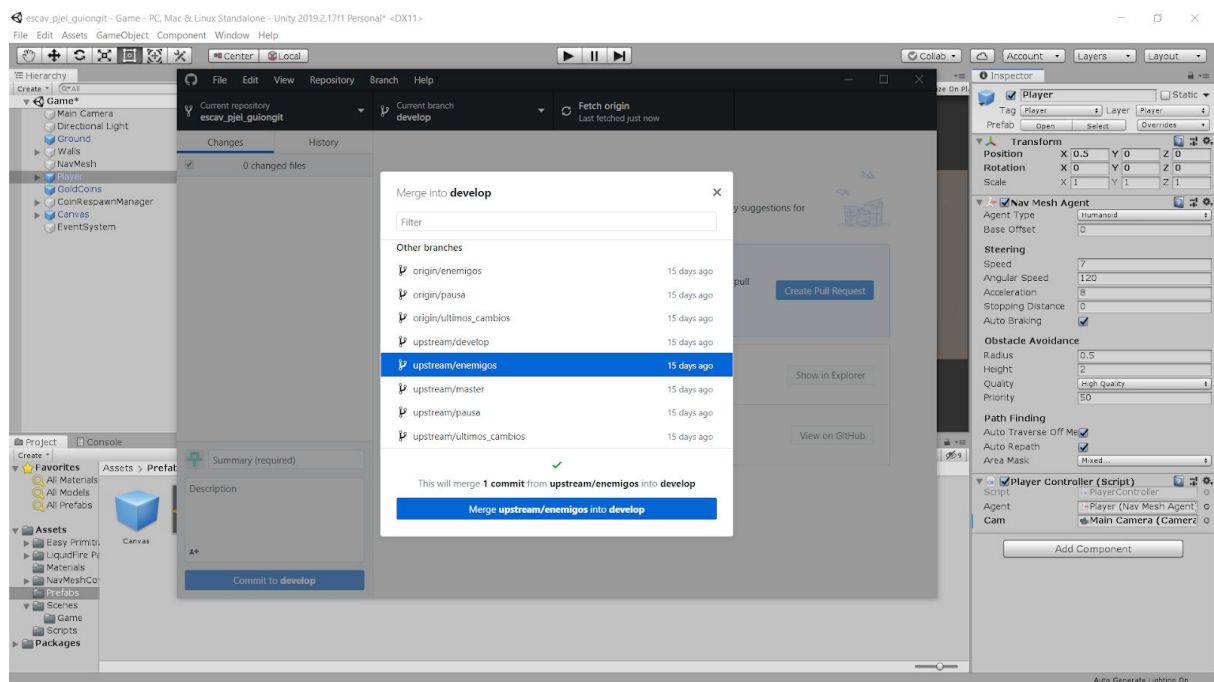 escav_pjei_guiongit - Game - PC, Mac & Linux Standalone - Unity 2019.2.17f1 Personal* <DX11>
File Edit Assets GameObject Component Window Help
Center Local
Collab Account Layers Layout
Hierarchy
Create All
Game*
Main Camera
Directional Light
Ground
Walls
NavMesh
Player
GoldCoins
CoinRespawnManager
Canvas
EventSystem
File Edit View Repository Branch Help
Current repository
escav_pjei_guiongit
Current branch
develop
Fetch origin
Last fetched just now
Changes History
0 changed files
y suggestions for
pull
Create Pull Request
Show in Explorer
View on GitHub
Merge into develop
Filter
Other branches
origin/enemigos 15 days ago
origin/pausa 15 days ago
origin/ultimos_cambios 15 days ago
upstream/develop 15 days ago
upstream/enemigos 15 days ago
upstream/master 15 days ago
upstream/pausa 15 days ago
upstream/ultimos_cambios 15 days ago
This will merge 1 commit from upstream/enemigos into develop
Merge upstream/enemigos into develop
Summary (required)
Description
Commit to develop
Project Console
Create
Favorites
All Materials
All Models
All Prefabs
Assets
Easy Primiti
LiquidFire Pa
Materials
NavMeshCo
Prefabs
Scenes
Game
Scripts
Packages
Assets > Prefab
Canvas
9
Inspector
Player Static
Tag Player Layer Player
Prefab Open Select Overrides
Transform
Position X 0.5 Y 0 Z 0
Rotation X 0 Y 0 Z 0
Scale X 1 Y 1 Z 1
Nav Mesh Agent
Agent Type Humanoid
Base Offset 0
Steering
Speed 7
Angular Speed 120
Acceleration 8
Stopping Distance 0
Auto Braking
Obstacle Avoidance
Radius 0.5
Height 2
Quality High Quality
Priority 50
Path Finding
Auto Traverse Off Me
Auto Repath
Area Mask Mixed...
Player Controller (Script)
Script PlayerController
Agent Player (Nav Mesh Agent)
Cam Main Camera (Camera
Add Component
Auto Generate Lighting On